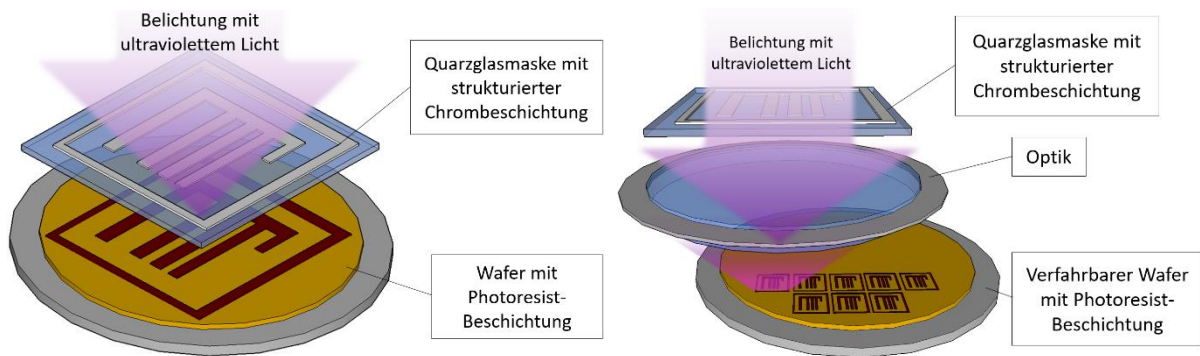 Belichtung mit
ultraviolettem Licht
Quarzglasmaske mit
strukturierter
Chrombeschichtung
Wafer mit
Photoresist-
Beschichtung
Belichtung mit
ultraviolettem Licht
Quarzglasmaske mit
strukturierter
Chrombeschichtung
Optik
Verfahrbarer Wafer
mit Photoresist-
Beschichtung